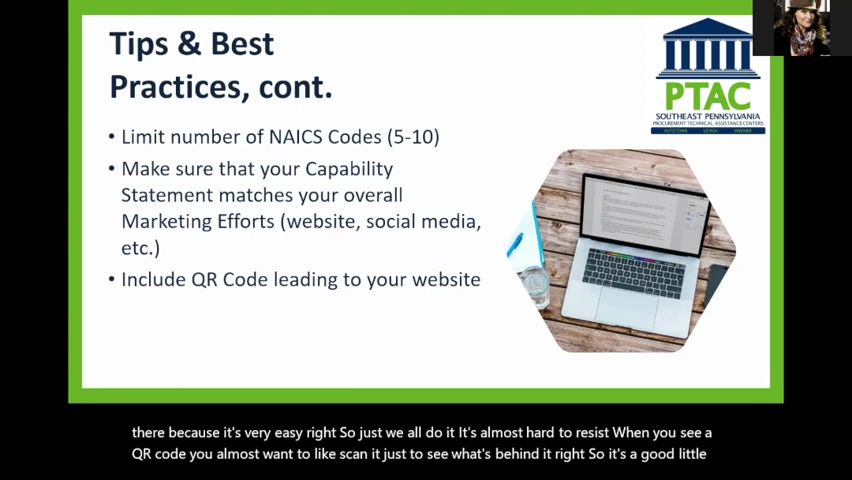 Tips & Best
Practices, cont.
• Limit number of NAICS Codes (5-10)
• Make sure that your Capability
Statement matches your overall
Marketing Efforts (website, social media,
etc.)
• Include QR Code leading to your website
PTAC
SOUTHEAST PENNSYLVANIA
PROCUREMENT TECHNICAL ASSISTANCE CENTERS
KUTZTOWN LEHIGH WIDENER
there because it's very easy right So just we all do it It's almost hard to resist When you see a
QR code you almost want to like scan it just to see what's behind it right So it's a good little